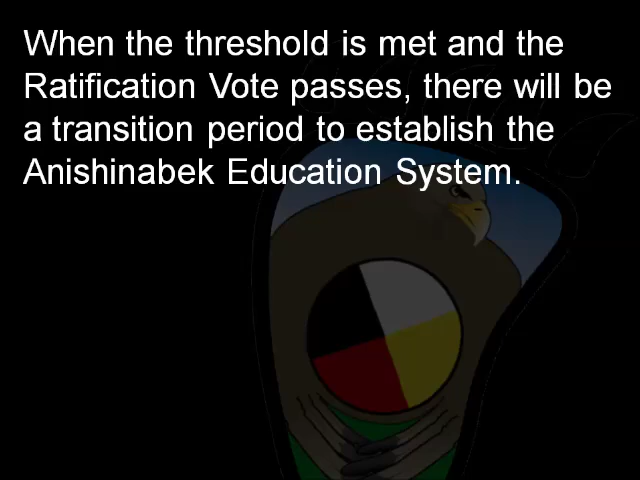 When the threshold is met and the
Ratification Vote passes, there will be
a transition period to establish the
Anishinabek Education System.